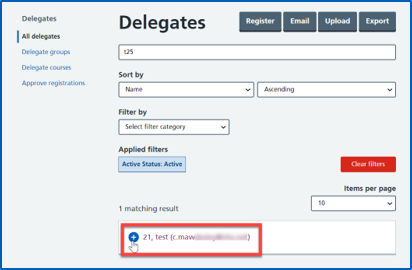 Delegates
All delegates
Delegate groups
Delegate courses
Approve registrations
Delegates
Register
Email
Upload
Export
t25
Sort by
Name
Ascending
Filter by
Select filter category
Applied filters
Active Status: Active
Clear filters
Items per page
10
1 matching result
21, test (c.maw )